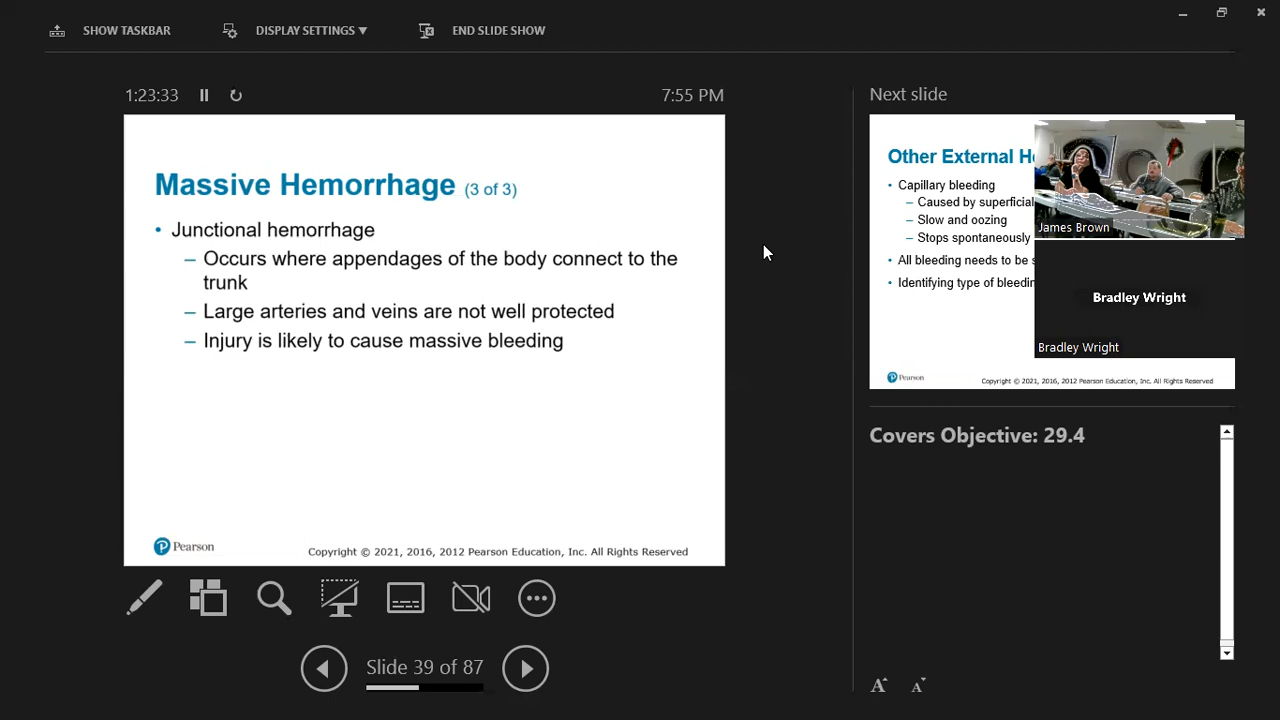 SHOW TASKBAR
DISPLAY SETTINGS ▼
END SLIDE SHOW
1:23:33
7:55 PM
Massive Hemorrhage (3 of 3)
• Junctional hemorrhage
– Occurs where appendages of the body connect to the
trunk
– Large arteries and veins are not well protected
– Injury is likely to cause massive bleeding
Pearson
Copyright © 2021, 2016, 2012 Pearson Education, Inc. All Rights Reserved
Slide 39 of 87
Next slide
Other External
• Capillary bleeding
– Caused by superficial
– Slow and oozing
– Stops spontaneously
• All bleeding needs to be
• Identifying type of
Pearson
Copyright © 2021, 2016, 2012 Pearson Education, Inc. All Rights Reserved
James Brown
Bradley Wright
Bradley Wright
Covers Objective: 29.4
A A